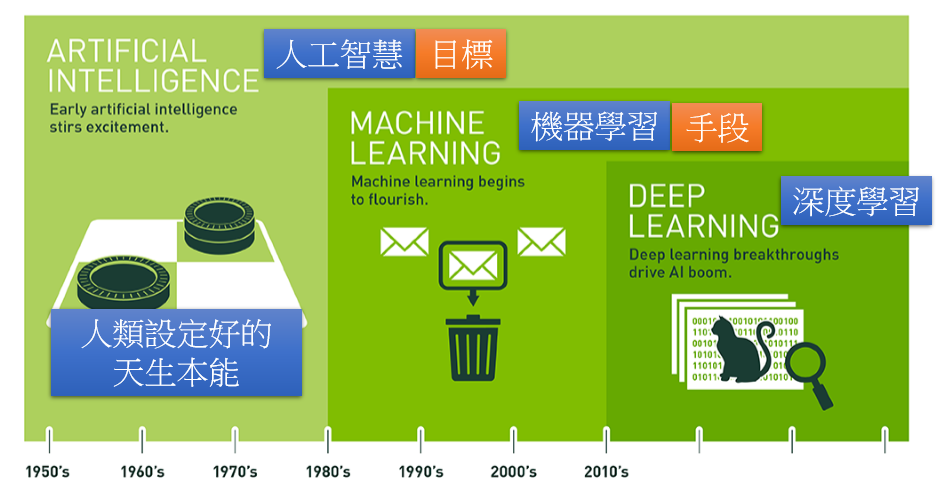 ARTIFICIAL
INTELLIGENCE
人工智慧
目標
Early artificial intelligence
stirs excitement.
MACHINE
LEARNING
機器學習
手段
Machine learning begins
to flourish.
DEEP
LEARNING
深度學習
Deep learning breakthroughs
drive AI boom.
人類設定好的
天生本能
1950's
1960's
1970's
1980's
1990's
2000's
2010's